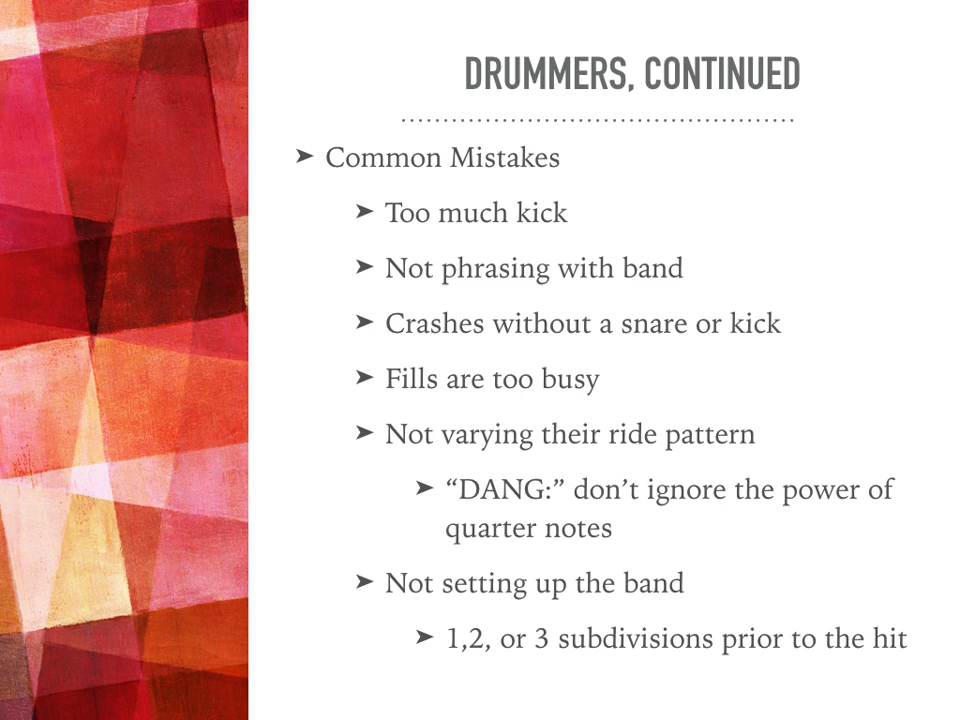 DRUMMERS, CONTINUED
➤ Common Mistakes
➤ Too much kick
➤ Not phrasing with band
➤ Crashes without a snare or kick
➤ Fills are too busy
➤ Not varying their ride pattern
➤ “DANG:” don’t ignore the power of
quarter notes
➤ Not setting up the band
➤ 1,2, or 3 subdivisions prior to the hit